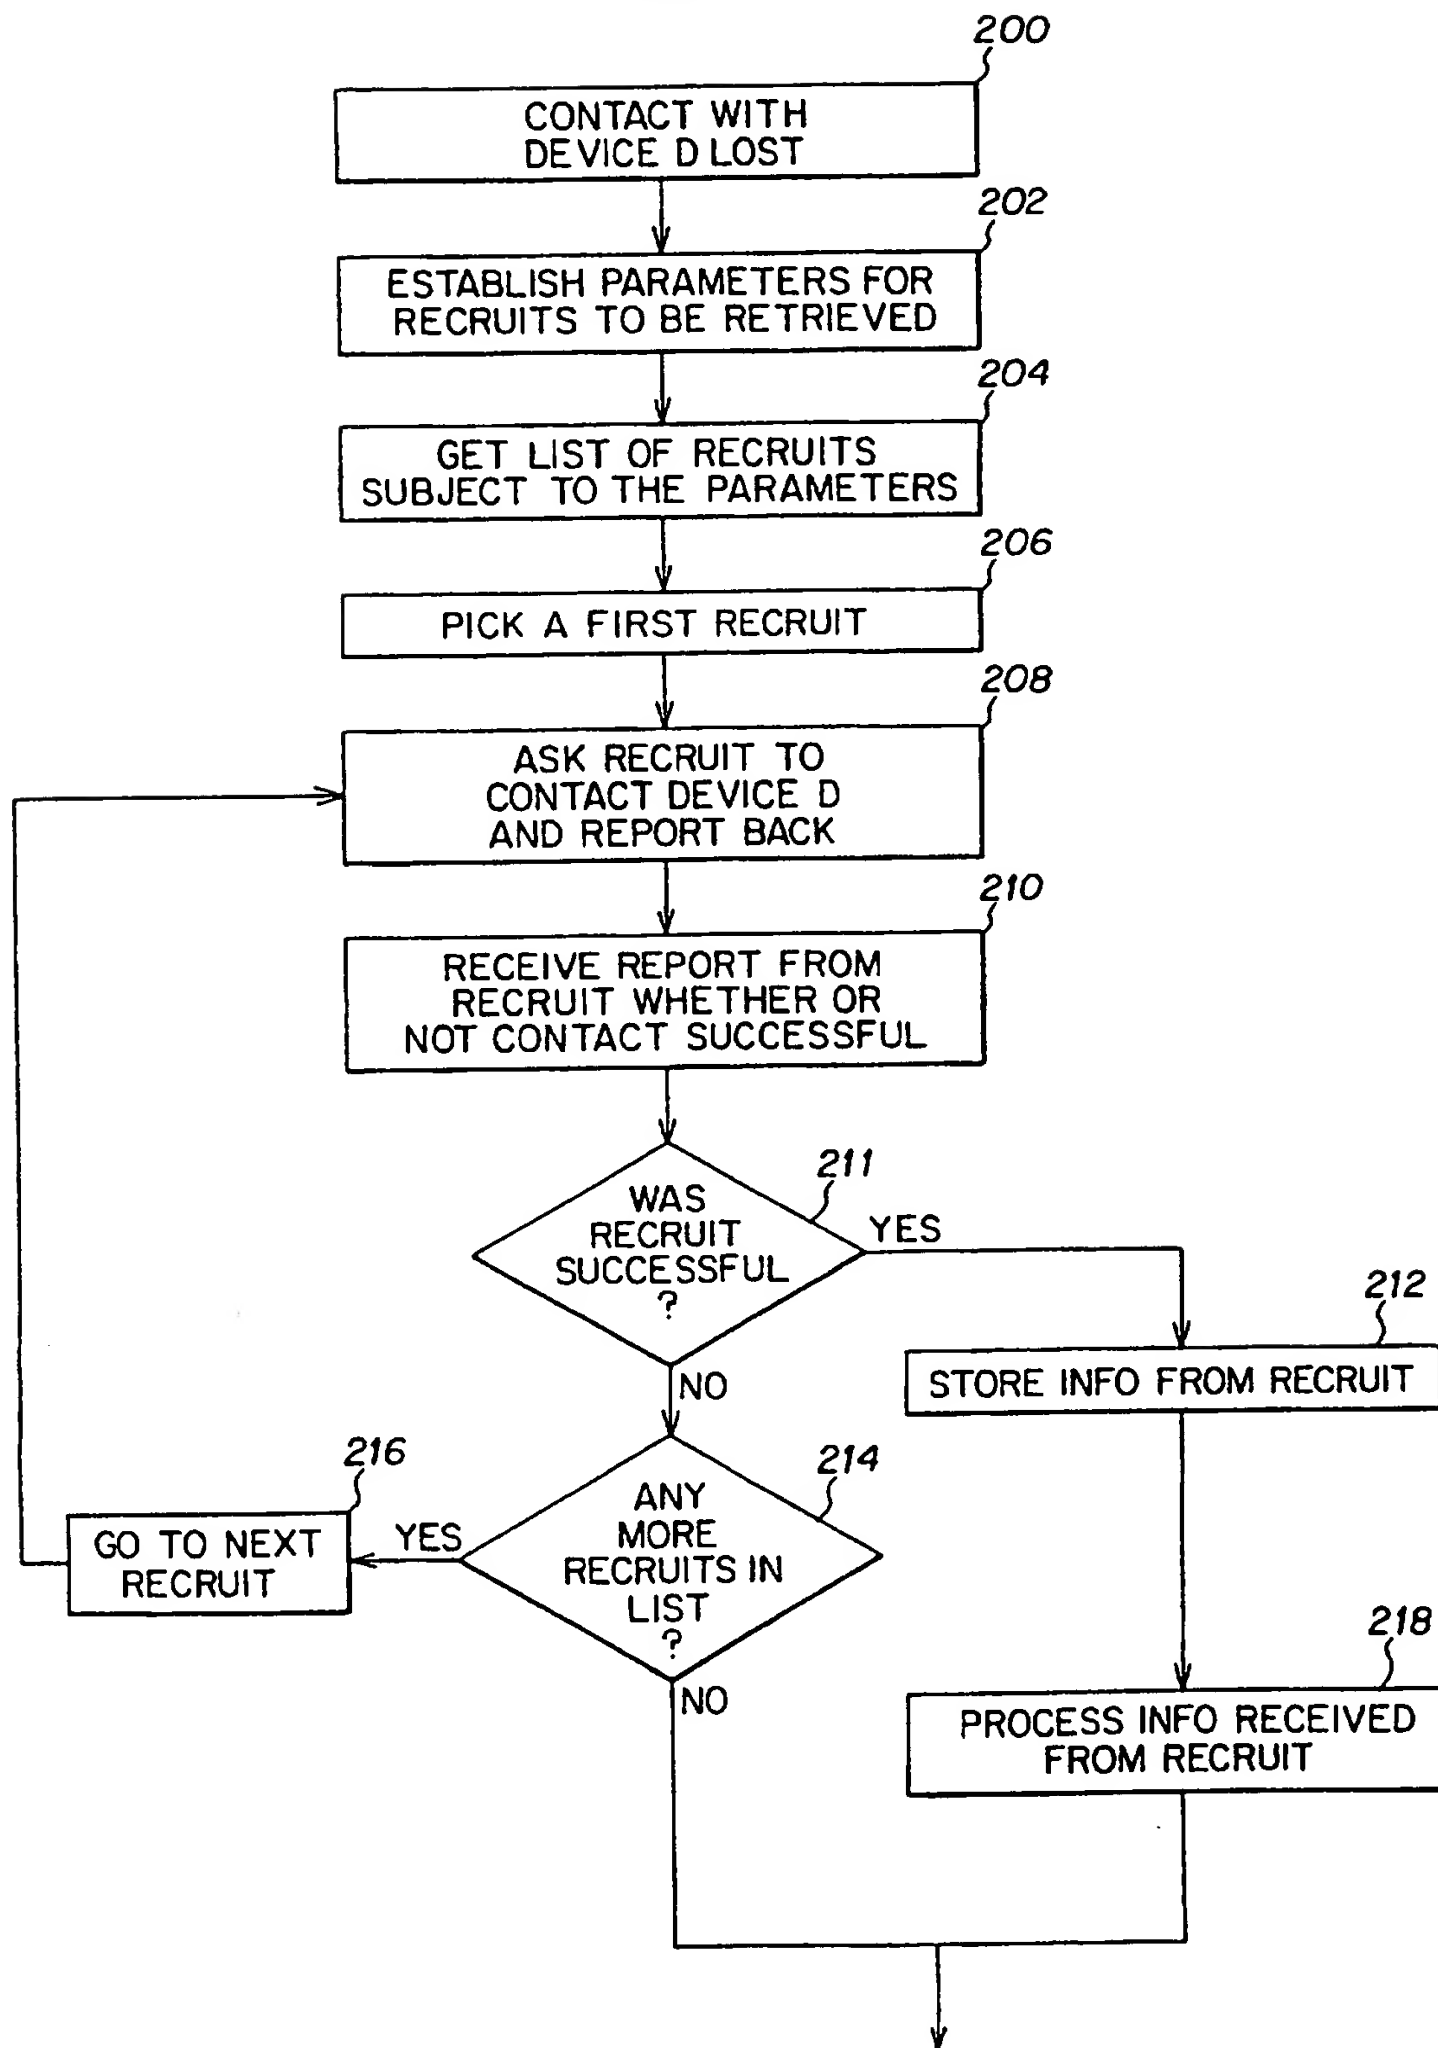 200
CONTACT WITH
DEVICE D LOST
202
ESTABLISH PARAMETERS FOR
RECRUITS TO BE RETRIEVED
204
GET LIST OF RECRUITS
SUBJECT TO THE PARAMETERS
206
PICK A FIRST RECRUIT
208
ASK RECRUIT TO
CONTACT DEVICE D
AND REPORT BACK
210
RECEIVE REPORT FROM
RECRUIT WHETHER OR
NOT CONTACT SUCCESSFUL
211
WAS
RECRUIT
SUCCESSFUL
?
YES
NO
212
STORE INFO FROM RECRUIT
214
ANY
MORE
RECRUITS IN
LIST
?
YES
NO
216
GO TO NEXT
RECRUIT
218
PROCESS INFO RECEIVED
FROM RECRUIT